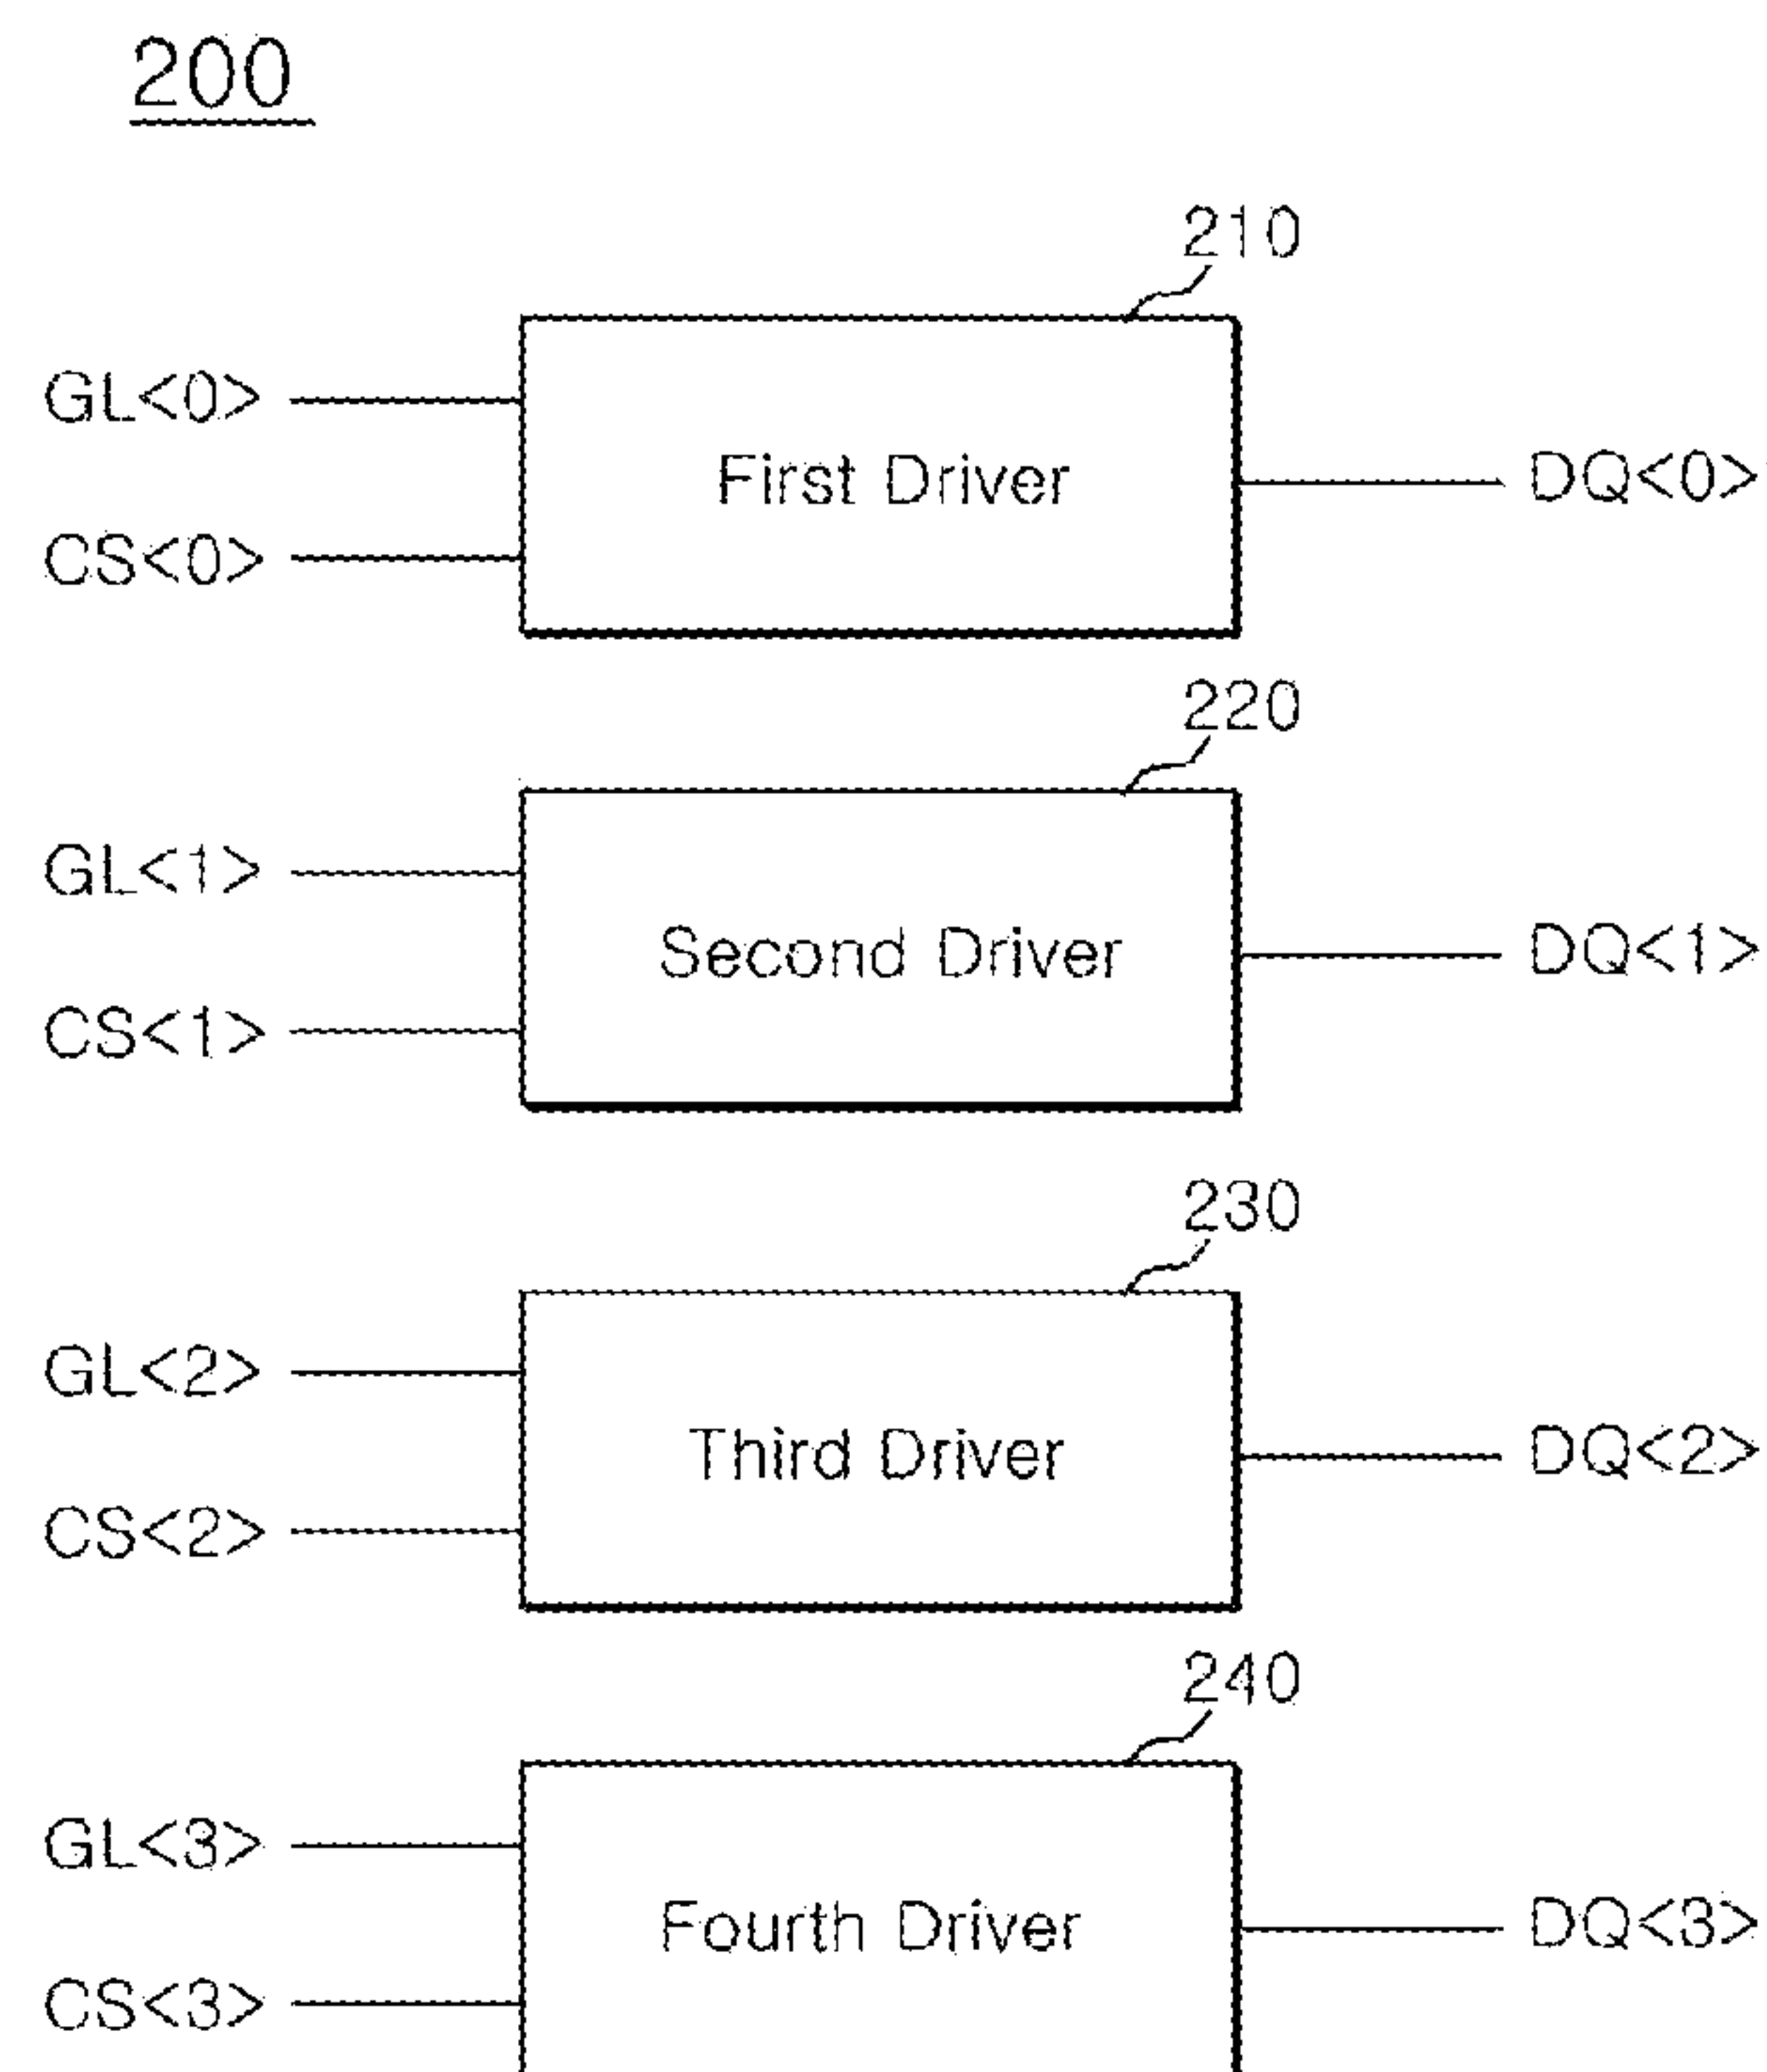 200
210
GL<0>
First Driver
DQ<0>
CS<0>
220
GL<1>
Second Driver
DQ<1>
CS<1>
230
GL<2>
Third Driver
DQ<2>
CS<2>
240
GL<3>
Fourth Driver
DQ<3>
CS<3>